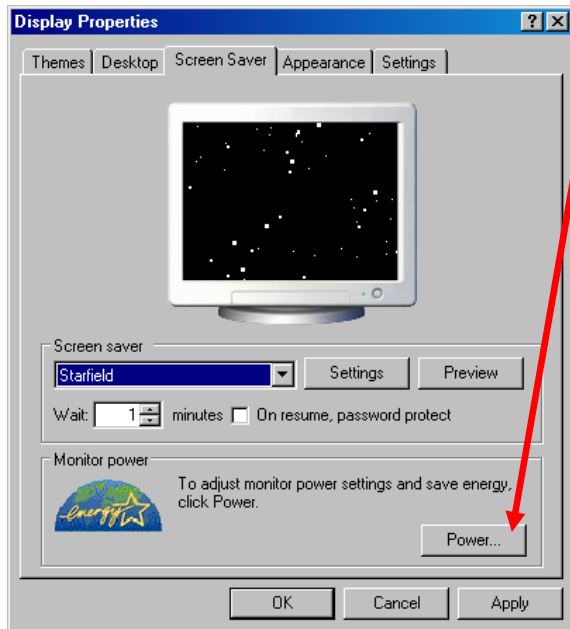 Display Properties
Themes Desktop Screen Saver Appearance Settings
Screen saver
Starfield Settings Preview
Wait: 1 minutes On resume, password protect
Monitor power
To adjust monitor power settings and save energy,
click Power.
energy
Power...
OK Cancel Apply